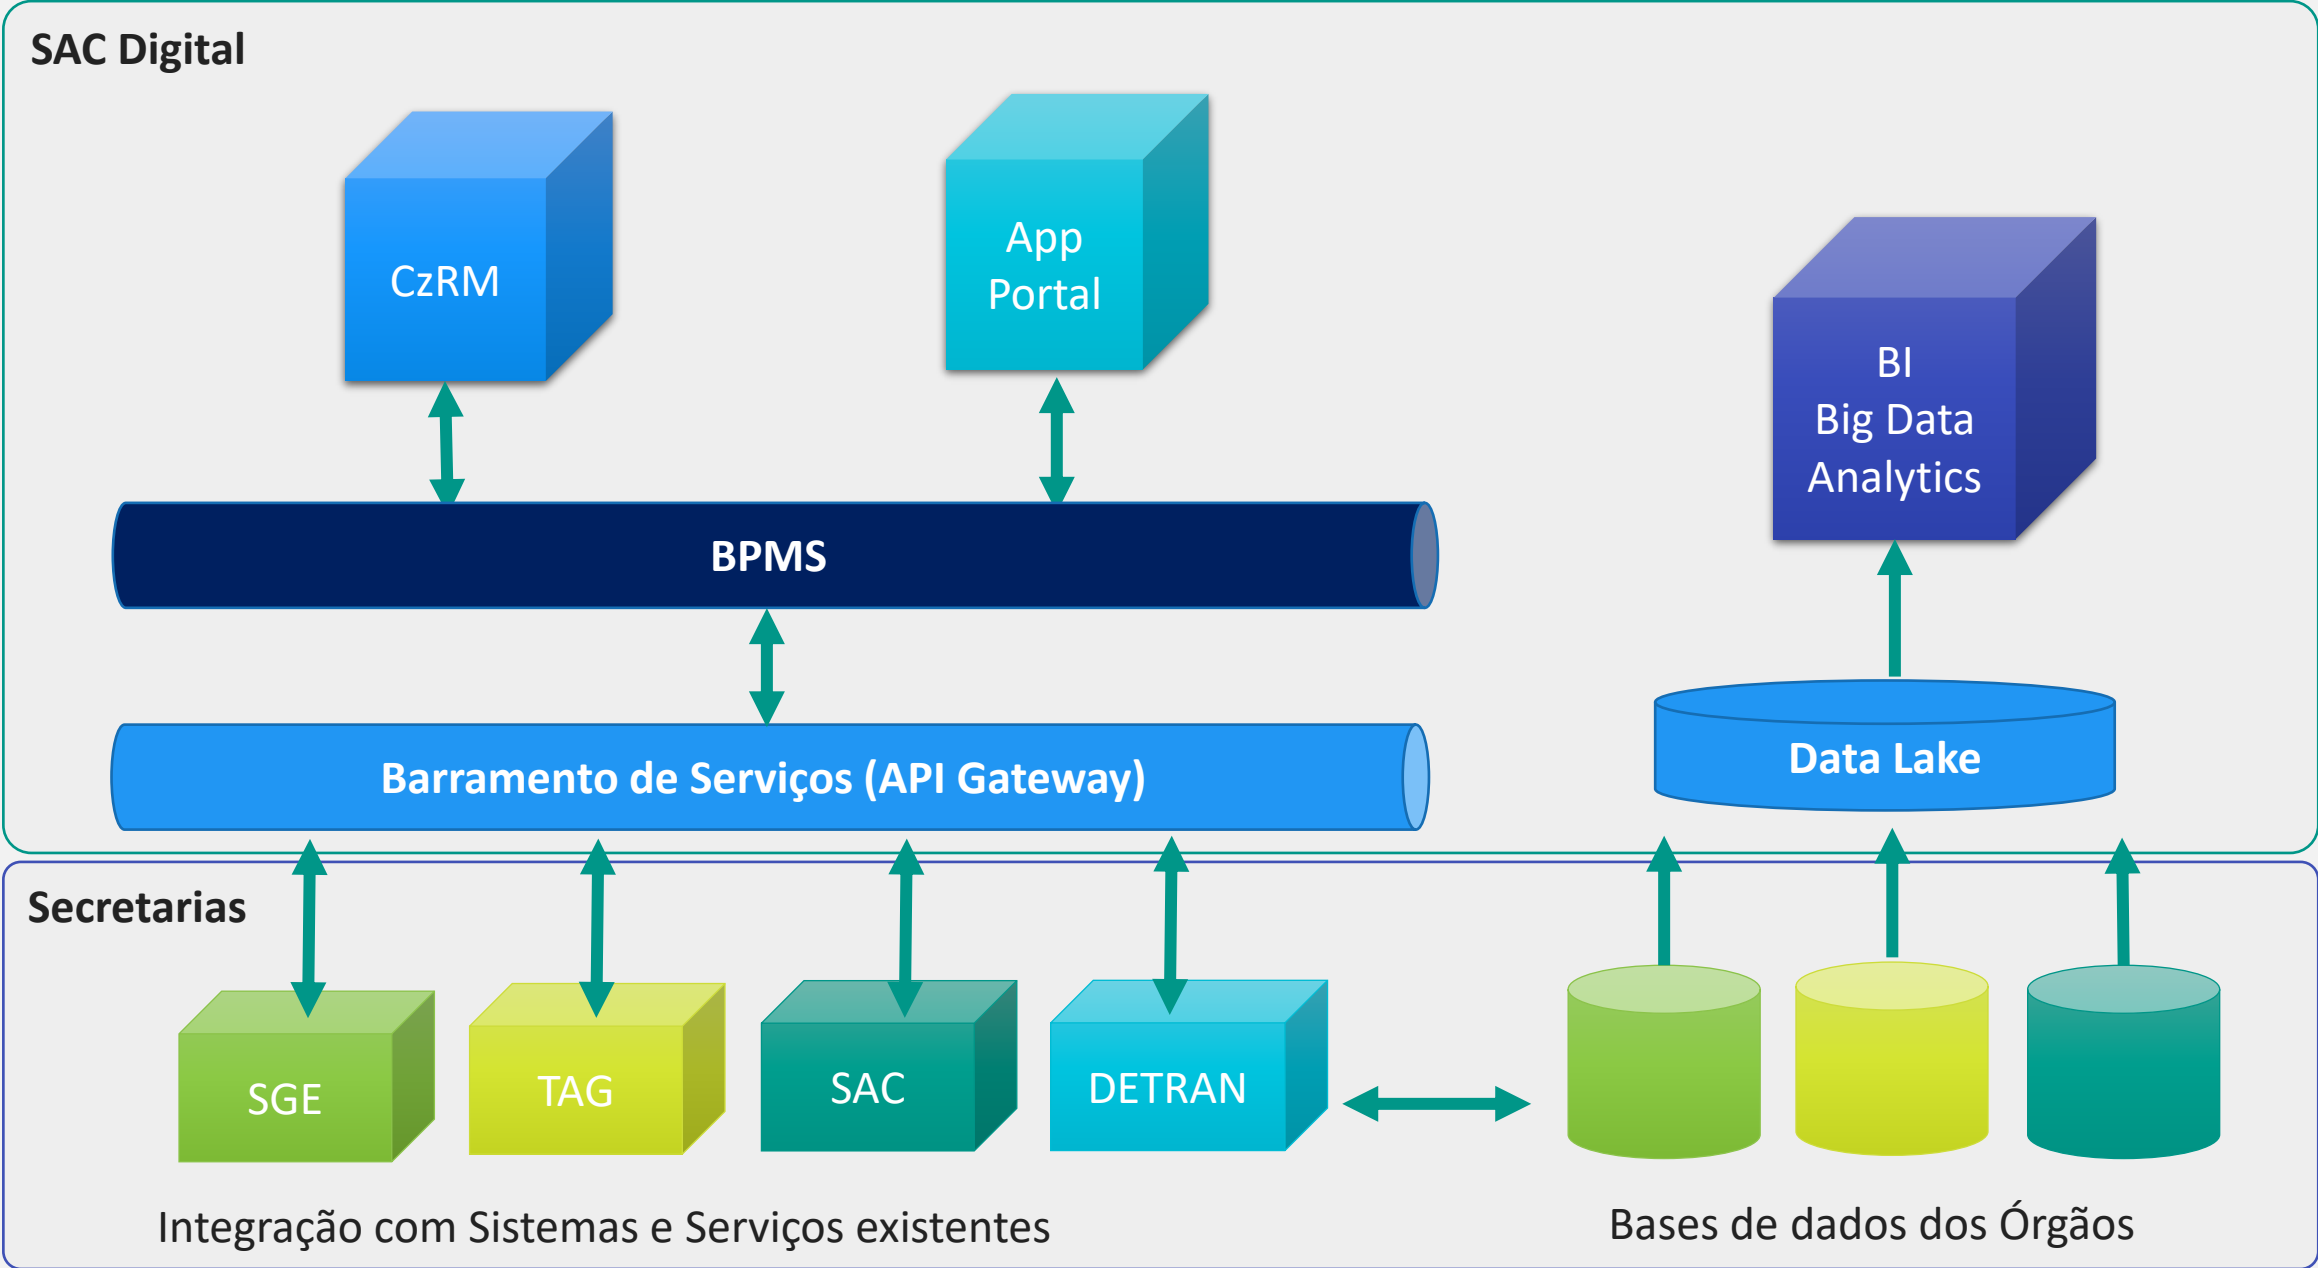 SAC Digital
CzRM
App
Portal
BI
Big Data
Analytics
BPMS
Barramento de Serviços (API Gateway)
Data Lake
Secretarias
SGE
TAG
SAC
DETRAN
Integração com Sistemas e Serviços existentes
Bases de dados dos Órgãos